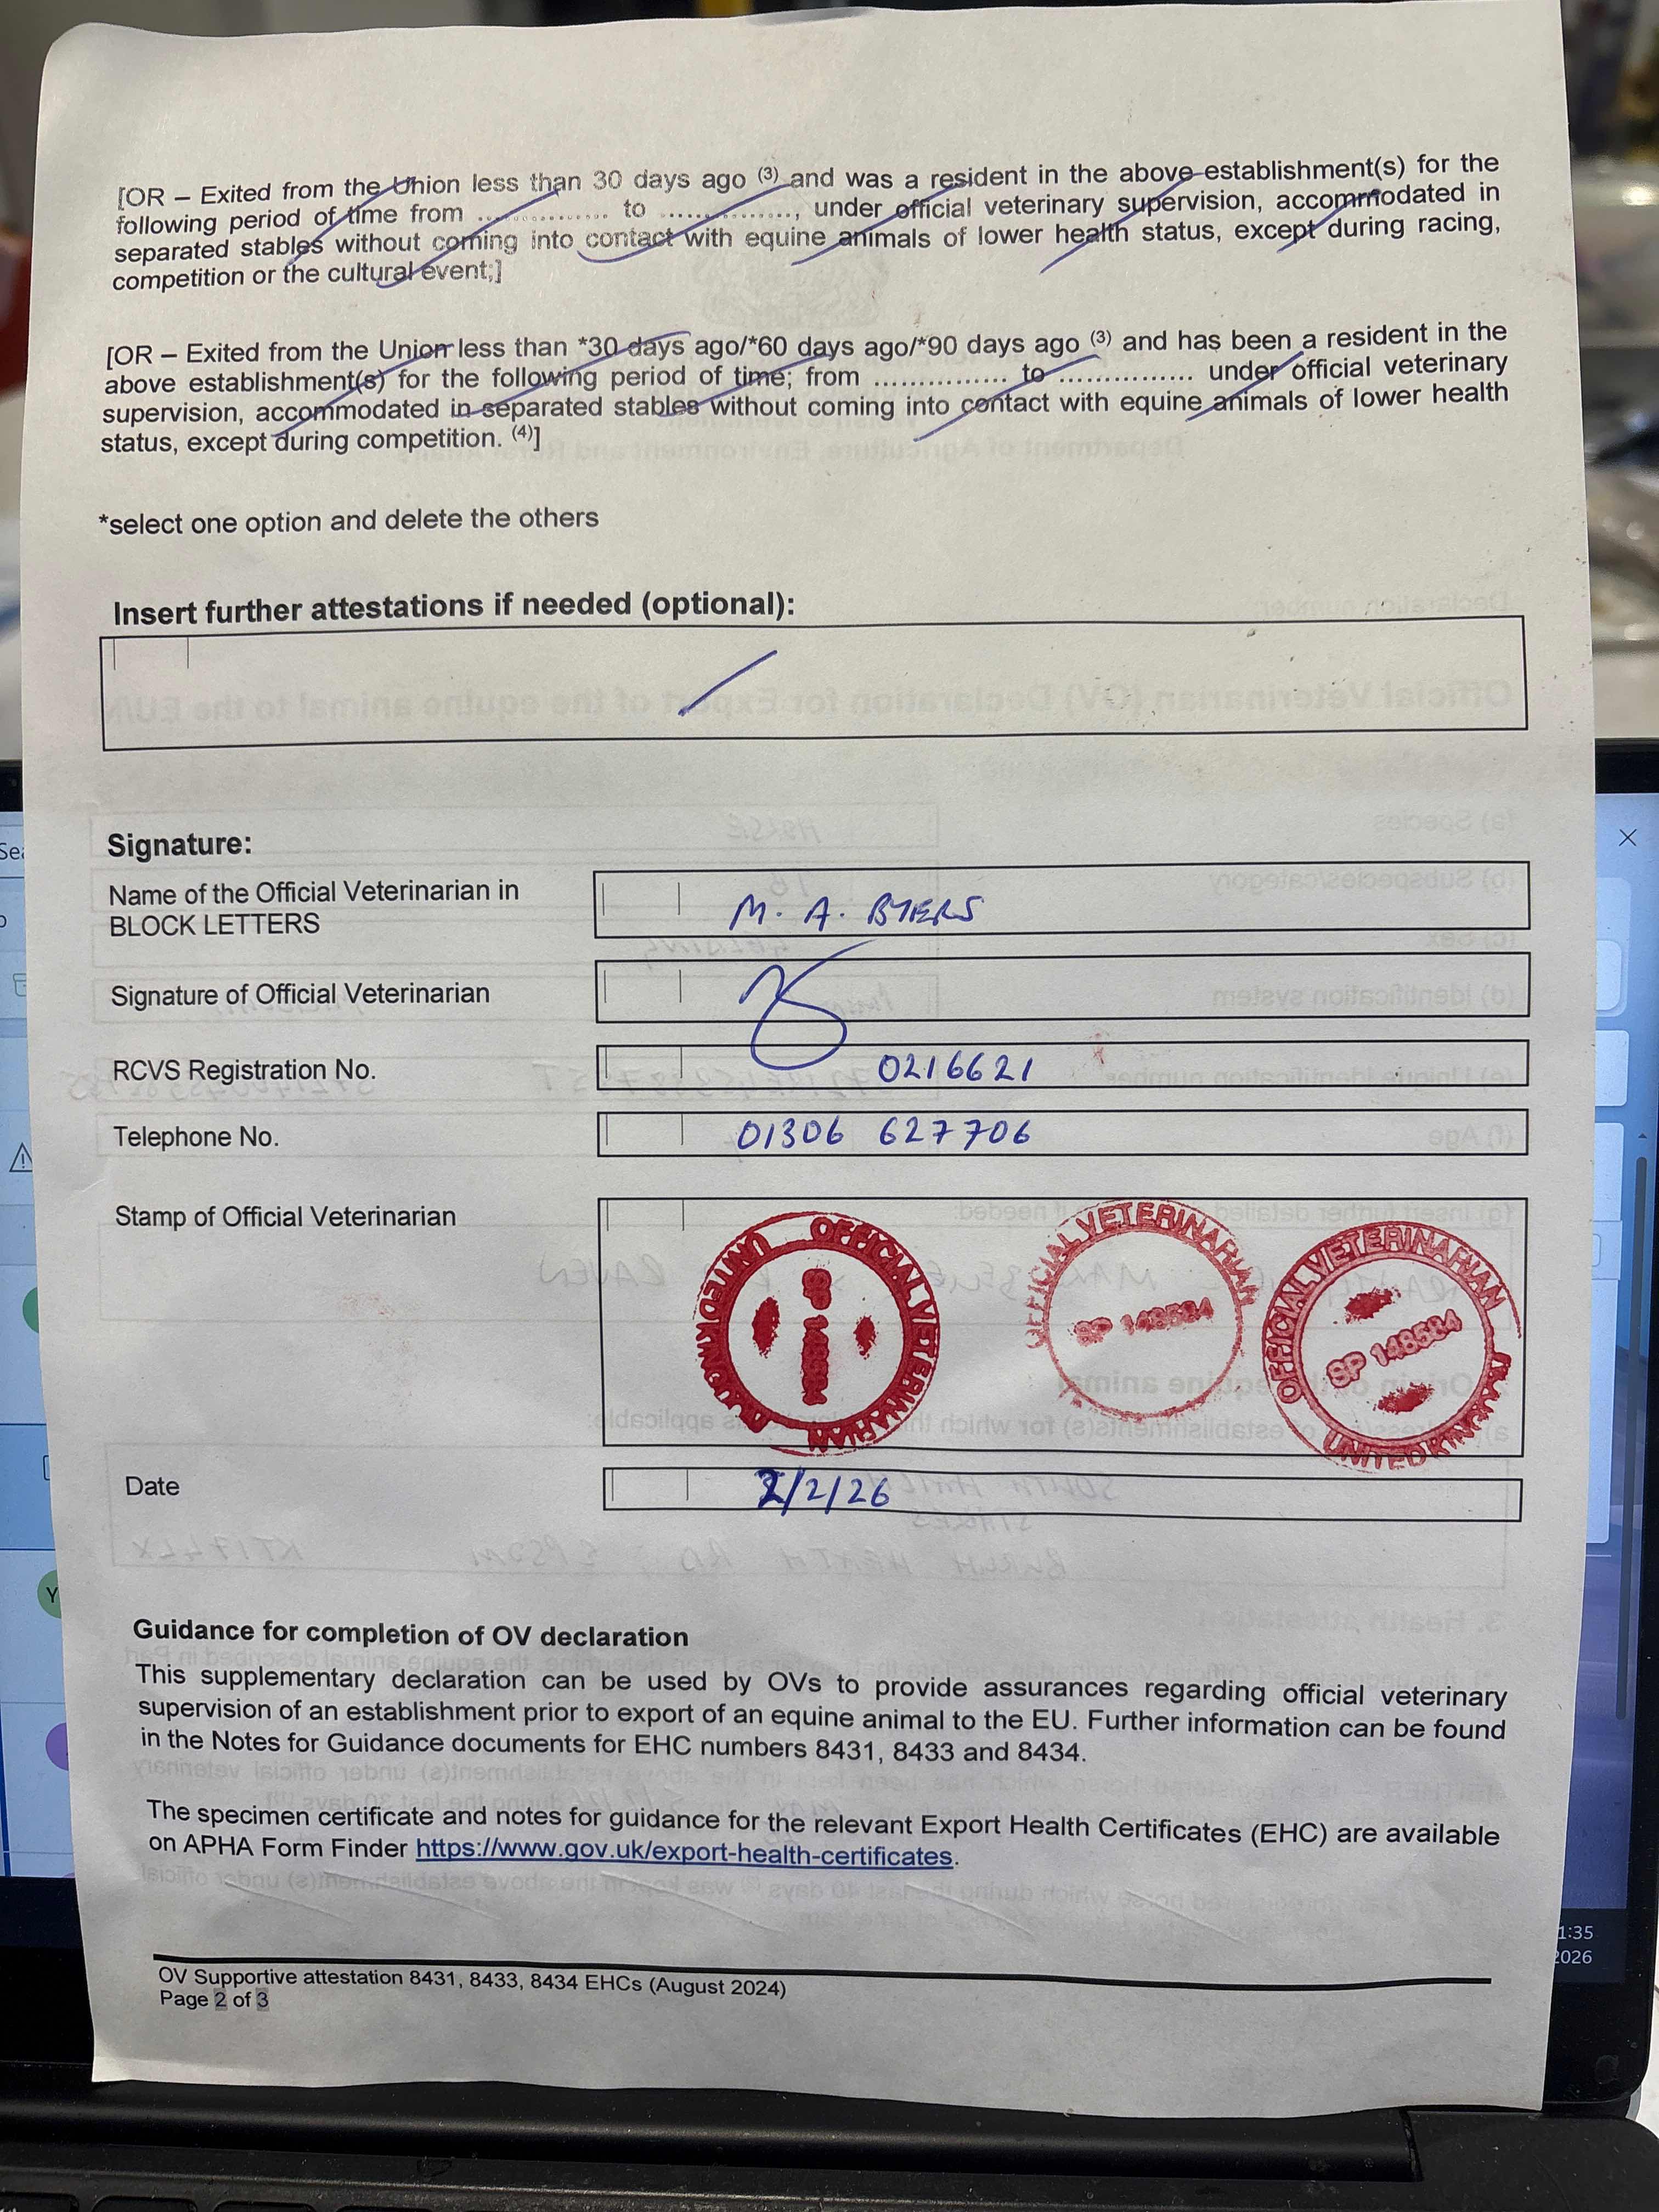 [OR – Exited from the Union less than 30 days ago (3) and was a resident in the above establishment(s) for the
following period of time from ............... to ..............., under official veterinary supervision, accommodated in
separated stables without coming into contact with equine animals of lower health status, except during racing,
competition or the cultural event;]
[OR – Exited from the Union less than *30 days ago/*60 days ago/*90 days ago (3) and has been a resident in the
above establishment(s) for the following period of time; from ............... to ............... under official veterinary
supervision, accommodated in separated stables without coming into contact with equine animals of lower health
status, except during competition. (4)]
*select one option and delete the others
Insert further attestations if needed (optional):
Signature:
Name of the Official Veterinarian in
BLOCK LETTERS
M. A. BYERS
Signature of Official Veterinarian
RCVS Registration No.
0216621
Telephone No.
01306 627706
Stamp of Official Veterinarian
OFFICIAL VETERINARIAN
UNITED KINGDOM
SP 148584
OFFICIAL VETERINARIAN
SP 148584
OFFICIAL VETERINARIAN
SP 148584
UNITED KINGDOM
Date
2/2/26
Guidance for completion of OV declaration
This supplementary declaration can be used by OVs to provide assurances regarding official veterinary
supervision of an establishment prior to export of an equine animal to the EU. Further information can be found
in the Notes for Guidance documents for EHC numbers 8431, 8433 and 8434.
The specimen certificate and notes for guidance for the relevant Export Health Certificates (EHC) are available
on APHA Form Finder https://www.gov.uk/export-health-certificates.
OV Supportive attestation 8431, 8433, 8434 EHCs (August 2024)
Page 2 of 3
1:35
2026